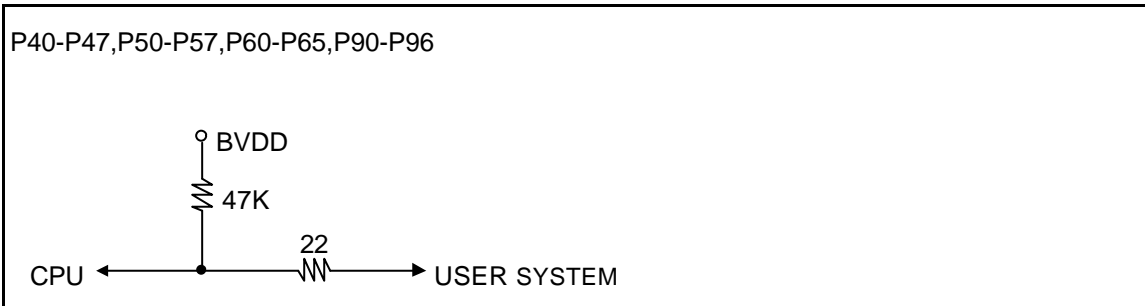 P40-P47,P50-P57,P60-P65,P90-P96
BVDD
47K
22
CPU
USER SYSTEM